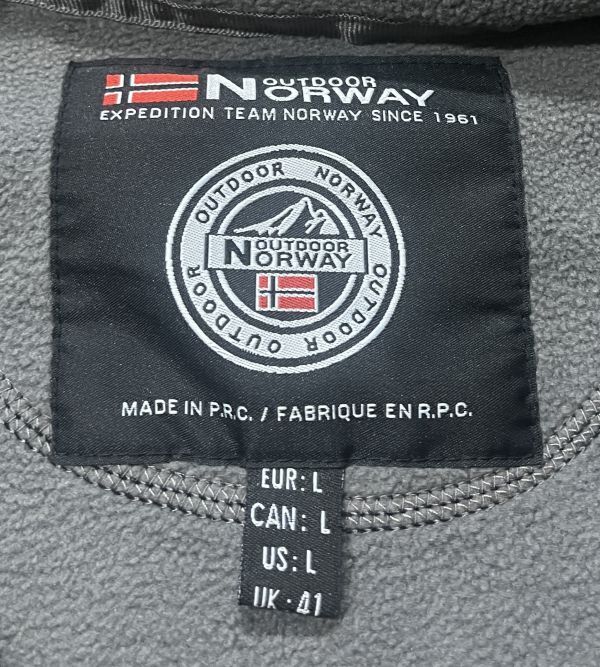 OUTDOOR
NORWAY
EXPEDITION TEAM NORWAY SINCE 1961
OUTDOOR NORWAY OUTDOOR OUTDOOR
OUTDOOR
NORWAY
MADE IN P.R.C. / FABRIQUE EN R.P.C.
EUR: L
CAN: L
US: L
UK: 41